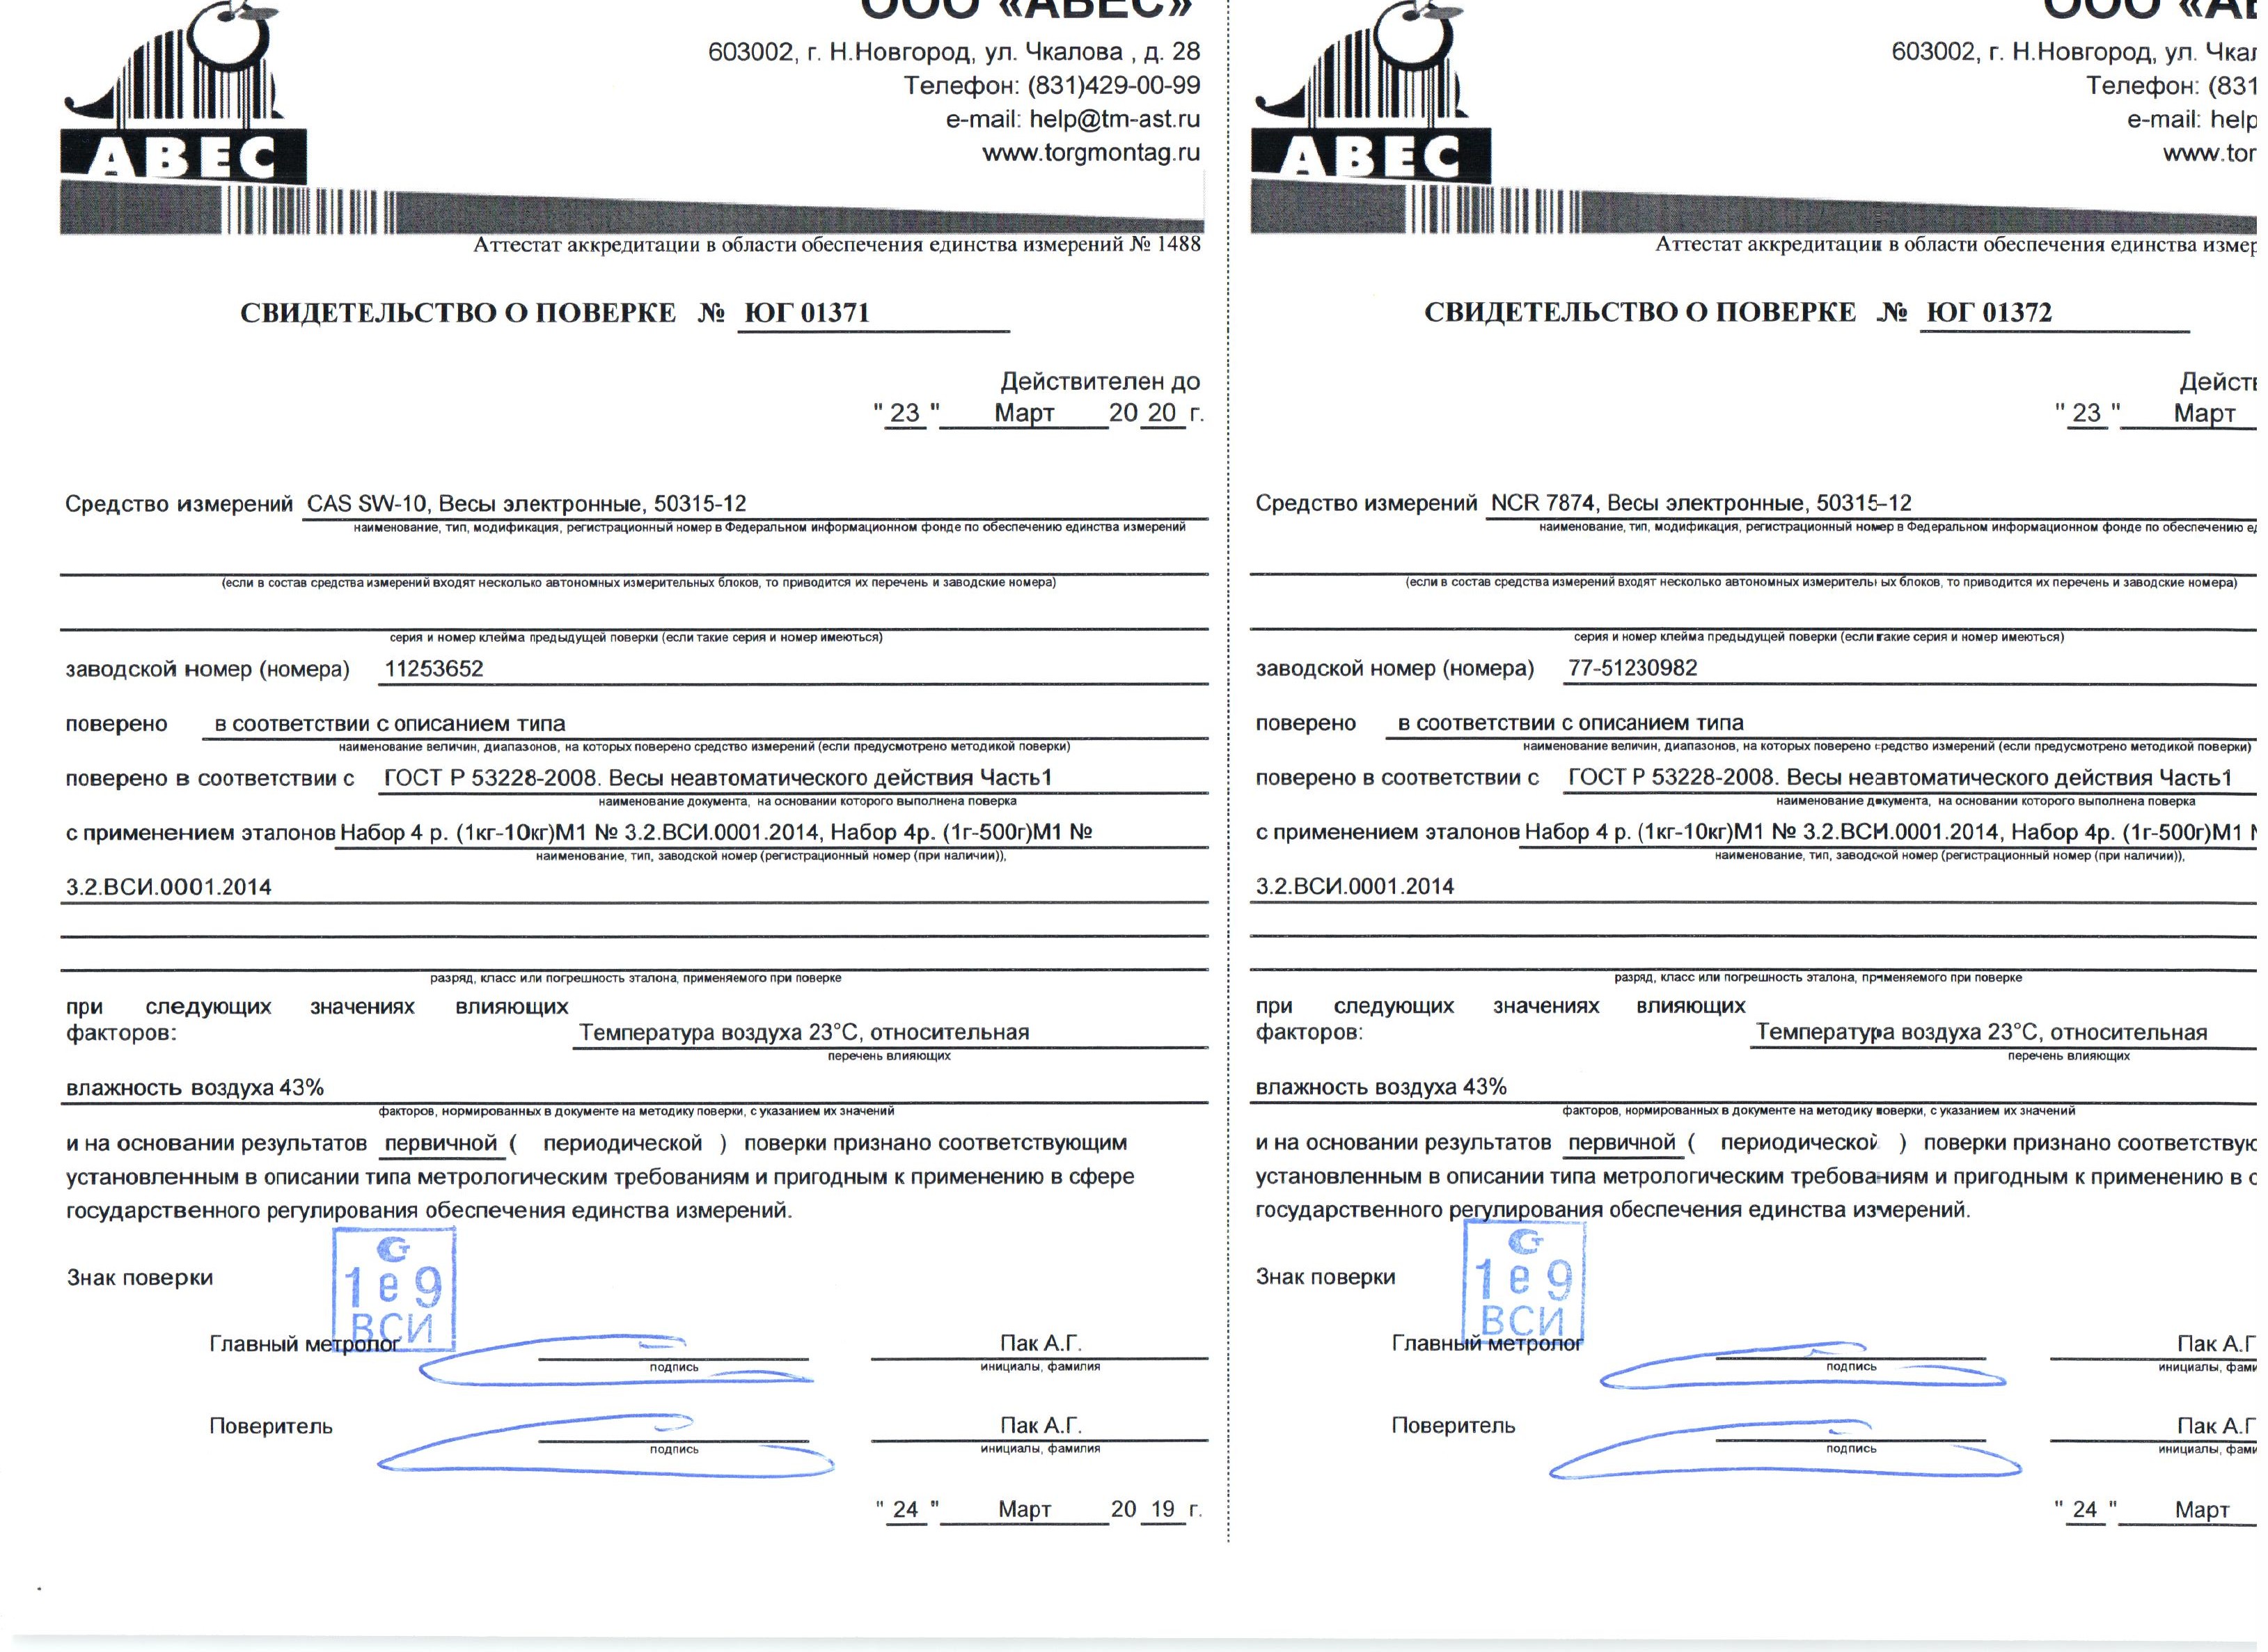 ООО «АВЕС»
603002, г. Н.Новгород, ул. Чкалова , д. 28
Телефон: (831)429-00-99
e-mail: help@tm-ast.ru
www.torgmontag.ru
АВЕС
Аттестат аккредитации в области обеспечения единства измерений № 1488
СВИДЕТЕЛЬСТВО О ПОВЕРКЕ № ЮГ 01371
Действителен до
" 23 " Март 20 20 г.
Средство измерений CAS SW-10, Весы электронные, 50315-12
наименование, тип, модификация, регистрационный номер в Федеральном информационном фонде по обеспечению единства измерений
(если в состав средства измерений входят несколько автономных измерительных блоков, то приводится их перечень и заводские номера)
серия и номер клейма предыдущей поверки (если такие серия и номер имеються)
заводской номер (номера) 11253652
поверено в соответствии с описанием типа
наименование величин, диапазонов, на которых поверено средство измерений (если предусмотрено методикой поверки)
поверено в соответствии с ГОСТ Р 53228-2008. Весы неавтоматического действия Часть1
наименование документа, на основании которого выполнена поверка
с применением эталонов Набор 4 р. (1кг-10кг)М1 № 3.2.ВСИ.0001.2014, Набор 4р. (1г-500г)М1 №
наименование, тип, заводской номер (регистрационный номер (при наличии)),
3.2.ВСИ.0001.2014
разряд, класс или погрешность эталона, применяемого при поверке
при следующих значениях влияющих
факторов: Температура воздуха 23°С, относительная
перечень влияющих
влажность воздуха 43%
факторов, нормированных в документе на методику поверки, с указанием их значений
и на основании результатов первичной ( периодической ) поверки признано соответствующим
установленным в описании типа метрологическим требованиям и пригодным к применению в сфере
государственного регулирования обеспечения единства измерений.
Знак поверки
1 е 9
ВСИ
Главный метролог Пак А.Г.
подпись инициалы, фамилия
Поверитель Пак А.Г.
подпись инициалы, фамилия
" 24 " Март 20 19 г.
ООО «АВ
603002, г. Н.Новгород, ул. Чкал
Телефон: (831
e-mail: help
www.tor
АВЕС
Аттестат аккредитации в области обеспечения единства измер
СВИДЕТЕЛЬСТВО О ПОВЕРКЕ № ЮГ 01372
Действ
" 23 " Март
Средство измерений NCR 7874, Весы электронные, 50315-12
наименование, тип, модификация, регистрационный номер в Федеральном информационном фонде по обеспечению ед
(если в состав средства измерений входят несколько автономных измерительных блоков, то приводится их перечень и заводские номера)
серия и номер клейма предыдущей поверки (если такие серия и номер имеються)
заводской номер (номера) 77-51230982
поверено в соответствии с описанием типа
наименование величин, диапазонов, на которых поверено средство измерений (если предусмотрено методикой поверки)
поверено в соответствии с ГОСТ Р 53228-2008. Весы неавтоматического действия Часть1
наименование документа, на основании которого выполнена поверка
с применением эталонов Набор 4 р. (1кг-10кг)М1 № 3.2.ВСИ.0001.2014, Набор 4р. (1г-500г)М1 №
наименование, тип, заводской номер (регистрационный номер (при наличии)),
3.2.ВСИ.0001.2014
разряд, класс или погрешность эталона, применяемого при поверке
при следующих значениях влияющих
факторов: Температура воздуха 23°С, относительная
перечень влияющих
влажность воздуха 43%
факторов, нормированных в документе на методику поверки, с указанием их значений
и на основании результатов первичной ( периодической ) поверки признано соответствую
установленным в описании типа метрологическим требованиям и пригодным к применению в с
государственного регулирования обеспечения единства измерений.
Знак поверки
1 е 9
ВСИ
Главный метролог Пак А.Г
подпись инициалы, фами
Поверитель Пак А.Г
подпись инициалы, фами
" 24 " Март